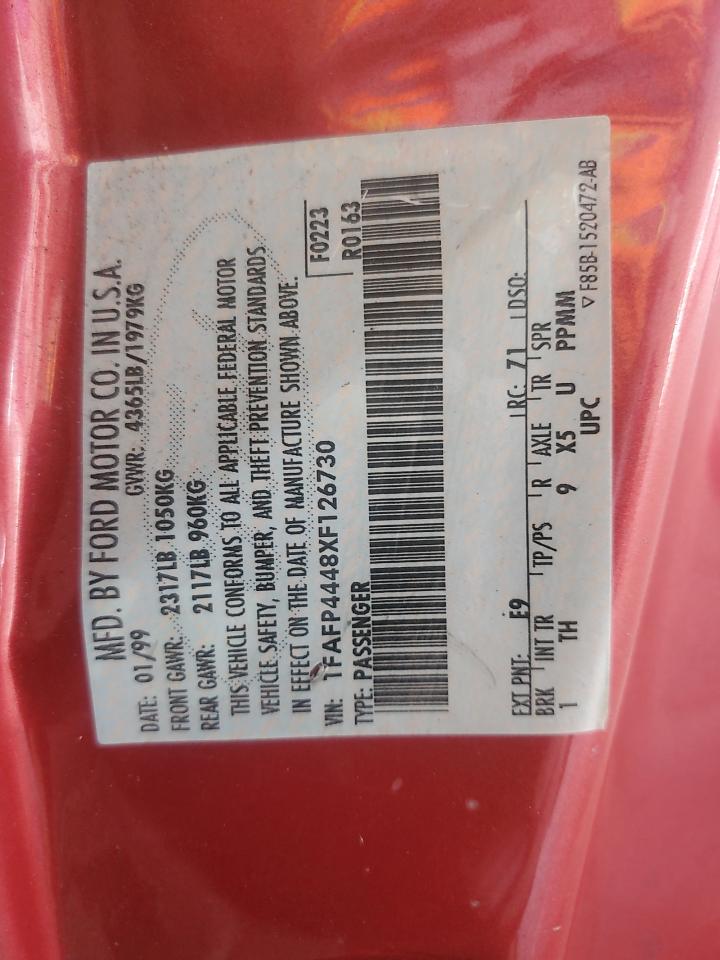 MFD. BY FORD MOTOR CO. IN U.S.A.
DATE: 01/99 GVWR: 4365LB/1979KG
FRONT GAWR: 2317LB 1050KG
REAR GAWR: 2117LB 960KG
THIS VEHICLE CONFORMS TO ALL APPLICABLE FEDERAL MOTOR
VEHICLE SAFETY, BUMPER, AND THEFT PREVENTION STANDARDS
IN EFFECT ON THE DATE OF MANUFACTURE SHOWN ABOVE.
VIN: 1FAFP4448XF126730 F0223
TYPE: PASSENGER R0163
EXT PNT: E9 RC: 71 DSO:
BRK INT TR TP/PS R AXLE TR SPR
1 TH 9 X5 U PPMM
UPC
▽ F85B-1520472-AB